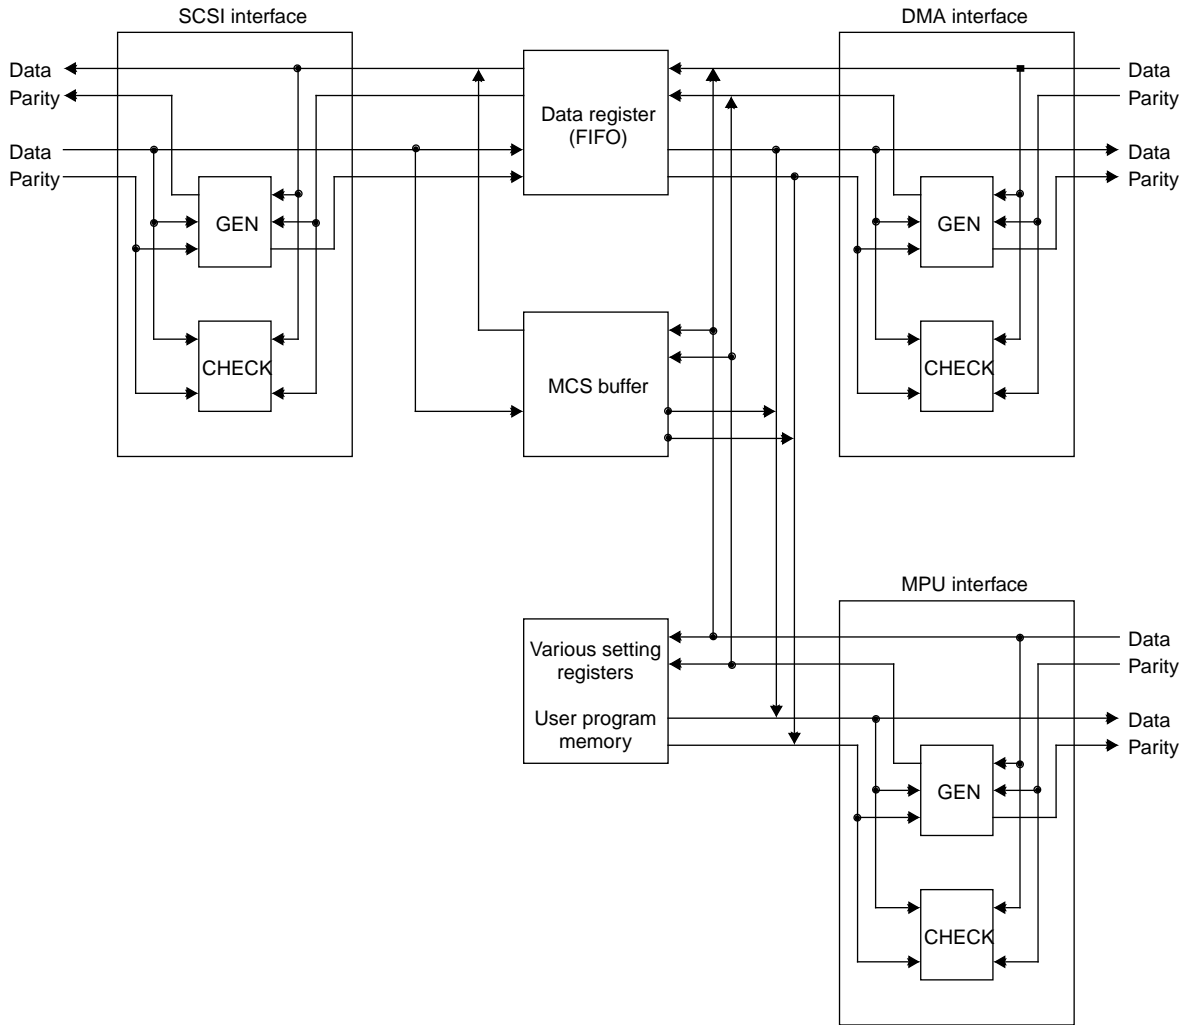 SCSI interface
DMA interface
Data
Parity
Data
Parity
GEN
CHECK
Data register
(FIFO)
MCS buffer
Data
Parity
Data
Parity
GEN
CHECK
MPU interface
Various setting
registers
User program
memory
Data
Parity
Data
Parity
GEN
CHECK